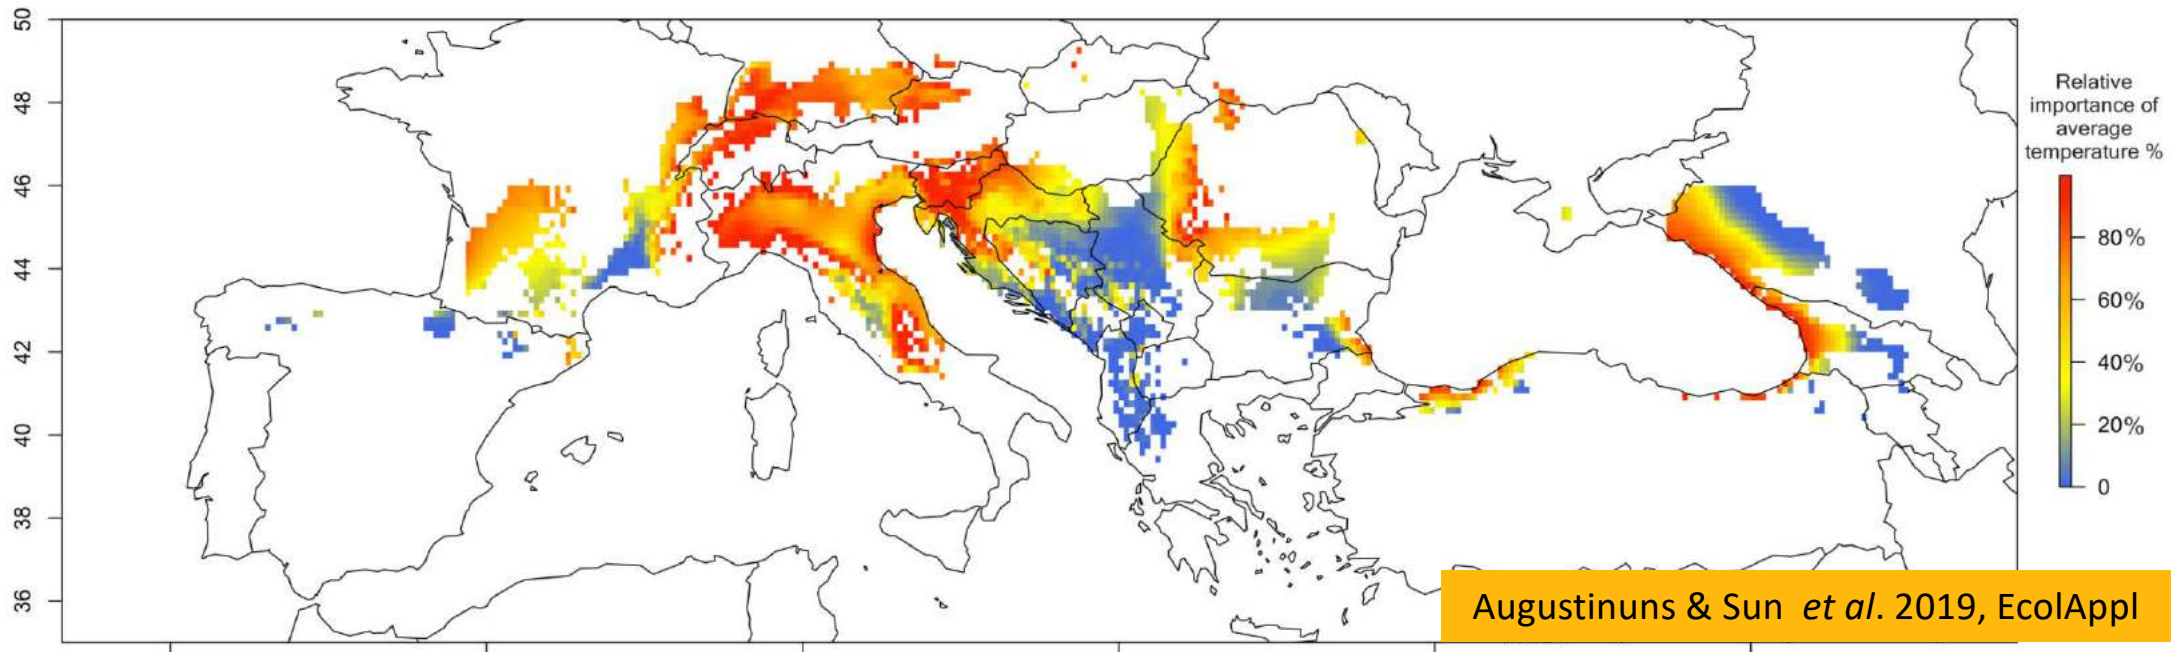 50
48
46
44
42
40
38
36
Relative
importance of
average
temperature %
80%
60%
40%
20%
0
Augustinuns & Sun et al. 2019, EcolAppl